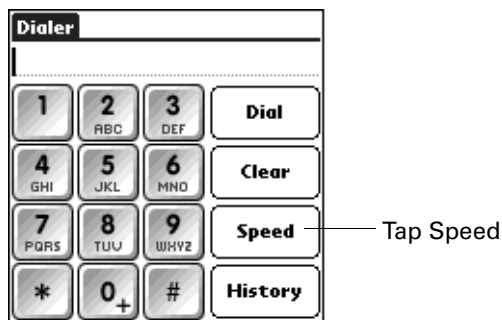 Dialer
1 2 3 Dial
ABC DEF
4 5 6 Clear
GHI JKL MNO
7 8 9 Speed Tap Speed
PQRS TUV WXYZ
* 0 + # History